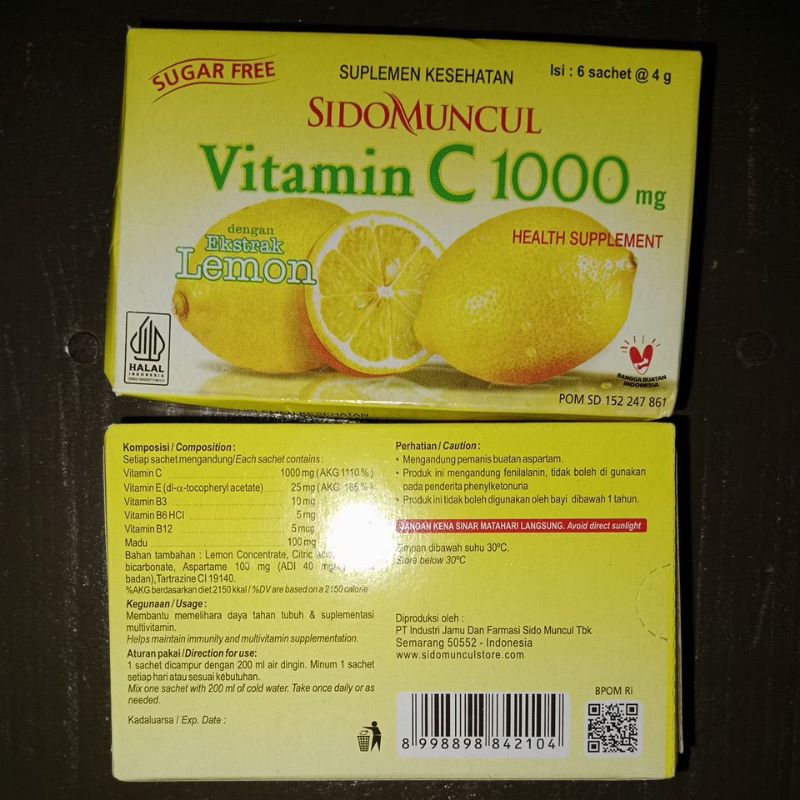 SUGAR FREE
SUPLEMEN KESEHATAN
Isi : 6 sachet @ 4 g
SIDOMUNCUL
Vitamin C 1000 mg
dengan
Ekstrak
Lemon
HEALTH SUPPLEMENT
HALAL
INDONESIA
BANGGA BUATAN
INDONESIA
POM SD 152 247 861
KESEHATAN
Komposisi / Composition :
Setiap sachet mengandung/Each sachet contains :
Vitamin C 1000 mg (AKG 1110 %)
Vitamin E (dl-α-tocopheryl acetate) 25 mg (AKG %)
Vitamin B3 10 mg
Vitamin B6 HCl 5 mg
Vitamin B12 5 mcg
Madu 100 mg
Bahan tambahan : Lemon Concentrate, Citric
bicarbonate, Aspartame 100 mg (ADI 40 mg
badan),Tartrazine CI 19140.
%AKG berdasarkan diet 2150 kkal / %DV are based on a 2150 calorie
Kegunaan / Usage :
Membantu memelihara daya tahan tubuh & suplementasi
multivitamin.
Helps maintain immunity and multivitamin supplementation.
Aturan pakai /Direction for use:
1 sachet dicampur dengan 200 ml air dingin. Minum 1 sachet
setiap hari atau sesuai kebutuhan.
Mix one sachet with 200 ml of cold water. Take once daily or as
needed.
Kadaluarsa / Exp. Date :
Perhatian / Caution :
• Mengandung pemanis buatan aspartam.
• Produk ini mengandung fenilalanin, tidak boleh di gunakan
pada penderita phenylketonuria
• Produk ini tidak boleh digunakan oleh bayi dibawah 1 tahun.
JANGAN KENA SINAR MATAHARI LANGSUNG. Avoid direct sunlight
Simpan dibawah suhu 30ºC.
Store below 30ºC
Diproduksi oleh :
PT Industri Jamu Dan Farmasi Sido Muncul Tbk
Semarang 50552 - Indonesia
www.sidomunculstore.com
BPOM RI
8 998898 842104